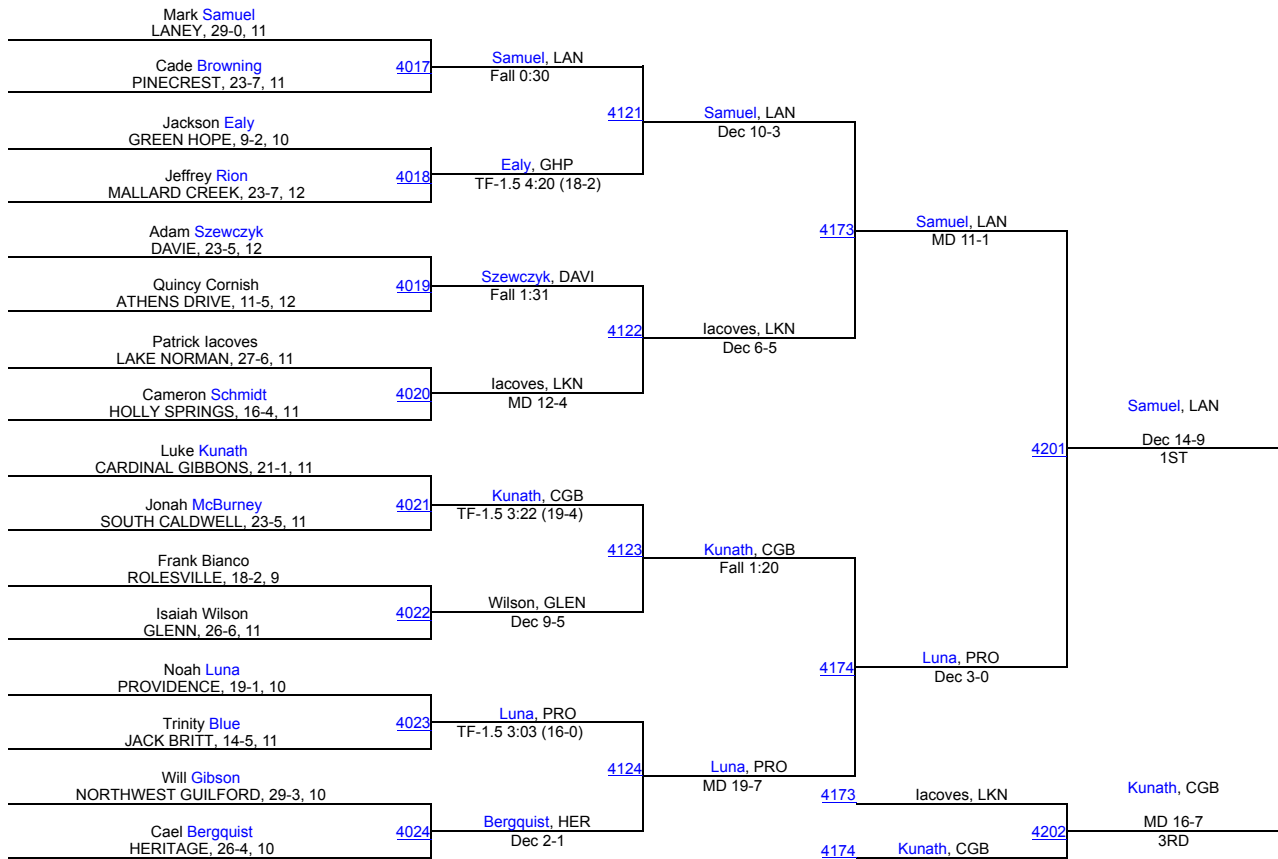 Mark Samuel
LANEY, 29-0, 11
Cade Browning
PINECREST, 23-7, 11
4017
Samuel, LAN
Fall 0:30
Jackson Ealy
GREEN HOPE, 9-2, 10
Jeffrey Rion
MALLARD CREEK, 23-7, 12
4018
Ealy, GHP
TF-1.5 4:20 (18-2)
4121
Samuel, LAN
Dec 10-3
Adam Szewczyk
DAVIE, 23-5, 12
Quincy Cornish
ATHENS DRIVE, 11-5, 12
4019
Szewczyk, DAVI
Fall 1:31
Patrick Iacoves
LAKE NORMAN, 27-6, 11
Cameron Schmidt
HOLLY SPRINGS, 16-4, 11
4020
Iacoves, LKN
MD 12-4
4122
Iacoves, LKN
Dec 6-5
4173
Samuel, LAN
MD 11-1
Luke Kunath
CARDINAL GIBBONS, 21-1, 11
Jonah McBurney
SOUTH CALDWELL, 23-5, 11
4021
Kunath, CGB
TF-1.5 3:22 (19-4)
Frank Bianco
ROLESVILLE, 18-2, 9
Isaiah Wilson
GLENN, 26-6, 11
4022
Wilson, GLEN
Dec 9-5
4123
Kunath, CGB
Fall 1:20
Noah Luna
PROVIDENCE, 19-1, 10
Trinity Blue
JACK BRITT, 14-5, 11
4023
Luna, PRO
TF-1.5 3:03 (16-0)
Will Gibson
NORTHWEST GUILFORD, 29-3, 10
Cael Bergquist
HERITAGE, 26-4, 10
4024
Bergquist, HER
Dec 2-1
4124
Luna, PRO
MD 19-7
4174
Luna, PRO
Dec 3-0
4201
Samuel, LAN
Dec 14-9
1ST
4173
Iacoves, LKN
4174
Kunath, CGB
4202
Kunath, CGB
MD 16-7
3RD